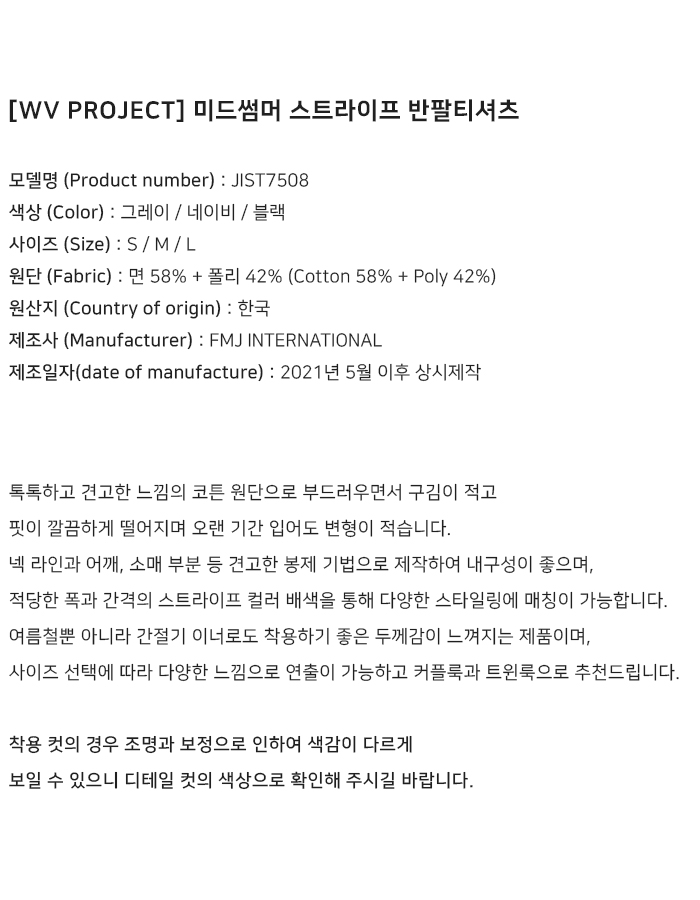 [WV PROJECT] 미드썸머 스트라이프 반팔티셔츠
모델명 (Product number) : JIST7508
색상 (Color) : 그레이 / 네이비 / 블랙
사이즈 (Size) : S / M / L
원단 (Fabric) : 면 58% + 폴리 42% (Cotton 58% + Poly 42%)
원산지 (Country of origin) : 한국
제조사 (Manufacturer) : FMJ INTERNATIONAL
제조일자(date of manufacture) : 2021년 5월 이후 상시제작
톡톡하고 견고한 느낌의 코튼 원단으로 부드러우면서 구김이 적고
핏이 깔끔하게 떨어지며 오랜 기간 입어도 변형이 적습니다.
넥 라인과 어깨, 소매 부분 등 견고한 봉제 기법으로 제작하여 내구성이 좋으며,
적당한 폭과 간격의 스트라이프 컬러 배색을 통해 다양한 스타일링에 매칭이 가능합니다.
여름철뿐 아니라 간절기 이너로도 착용하기 좋은 두께감이 느껴지는 제품이며,
사이즈 선택에 따라 다양한 느낌으로 연출이 가능하고 커플룩과 트윈룩으로 추천드립니다.
착용 컷의 경우 조명과 보정으로 인하여 색감이 다르게
보일 수 있으니 디테일 컷의 색상으로 확인해 주시길 바랍니다.